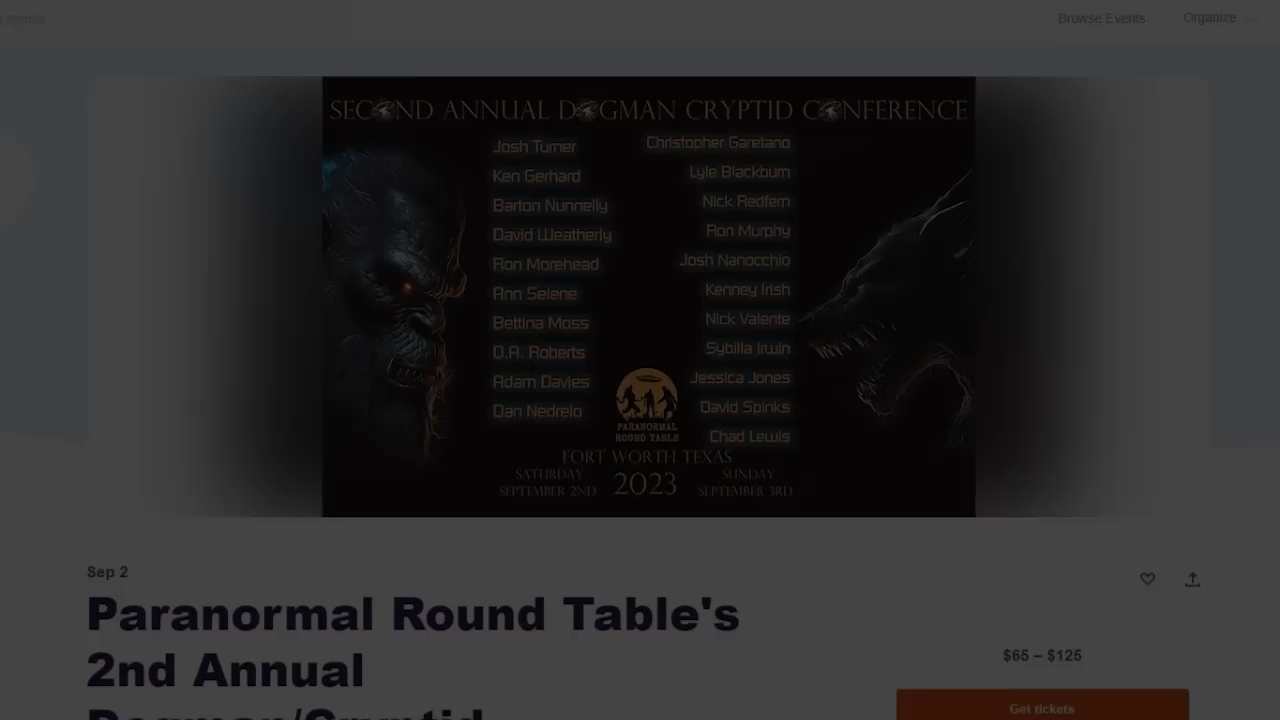 Events
Browse Events
Organize
SECOND ANNUAL DOGMAN CRYPTID CONFERENCE
Josh Turner
Ken Gerhard
Barton Nunnelly
David Weatherly
Ron Morehead
Ann Selene
Bettina Moss
D.A. Roberts
Adam Davies
Dan Nedrelo
Christopher Garetano
Lyle Blackburn
Nick Redfern
Ron Murphy
Josh Nanocchio
Kenney Irish
Nick Valente
Sybilla Irwin
Jessica Jones
David Spinks
Chad Lewis
PARANORMAL
ROUND TABLE
FORT WORTH TEXAS
SATURDAY
SEPTEMBER 2ND
2023
SUNDAY
SEPTEMBER 3RD
Sep 2
Paranormal Round Table's
2nd Annual
Dogman/Cryptid
$65 – $125
Get tickets